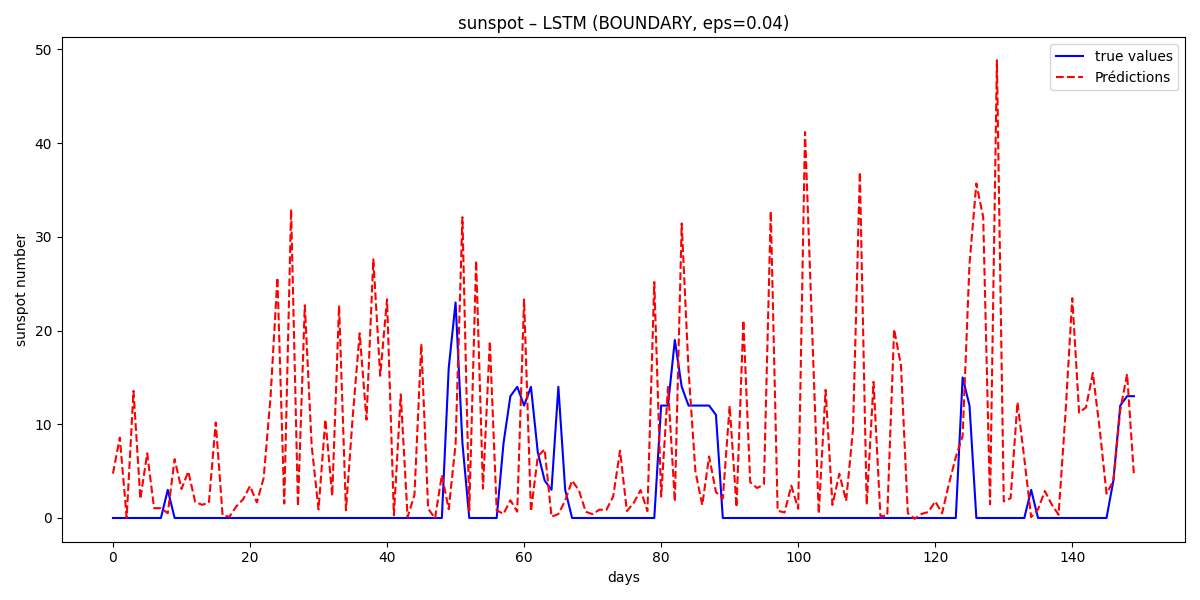 sunspot – LSTM (BOUNDARY, eps=0.04)
50
40
30
20
10
0
sunspot number
true values
Prédictions
0 20 40 60 80 100 120 140
days